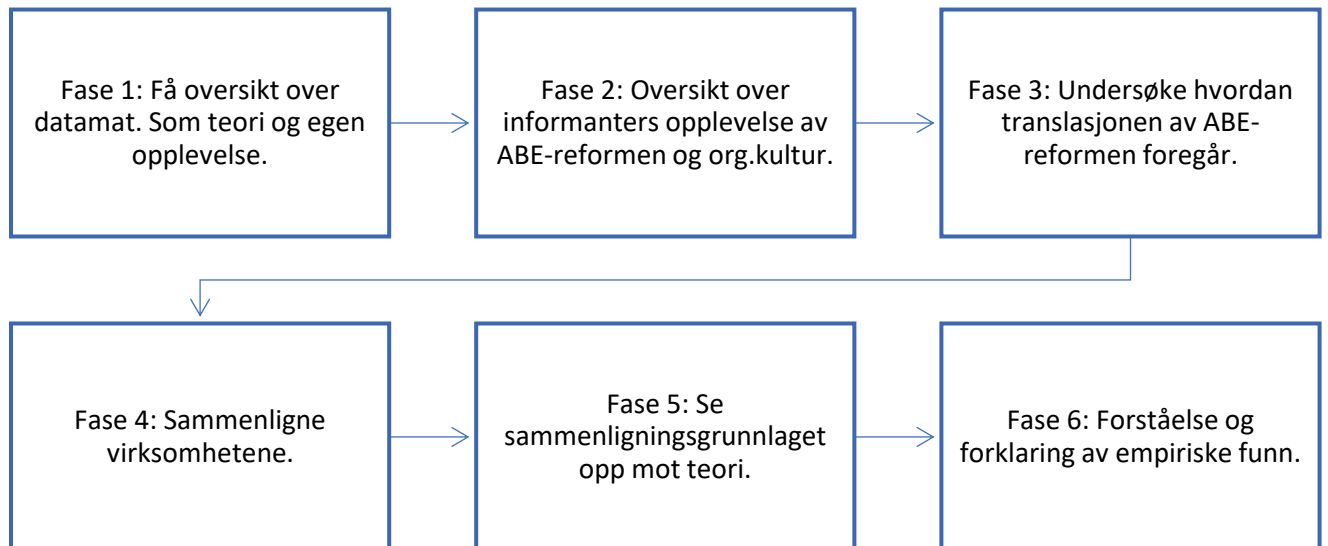 Fase 1: Få oversikt over
datamat. Som teori og egen
opplevelse.
Fase 2: Oversikt over
informanters opplevelse av
ABE-reformen og org.kultur.
Fase 3: Undersøke hvordan
translasjonen av ABE-
reformen foregår.
Fase 4: Sammenligne
virksomhetene.
Fase 5: Se
sammenligningsgrunnlaget
opp mot teori.
Fase 6: Forståelse og
forklaring av empiriske funn.